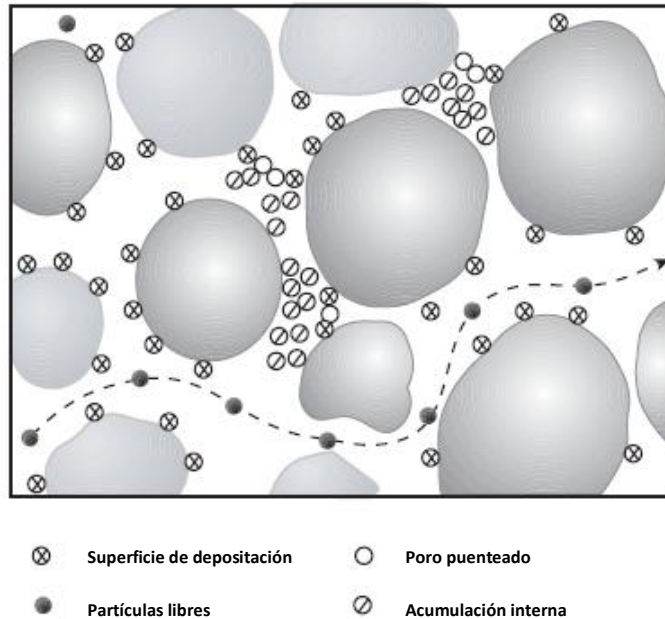 Superficie de depositación
Poro puenteado
Partículas libres
Acumulación interna